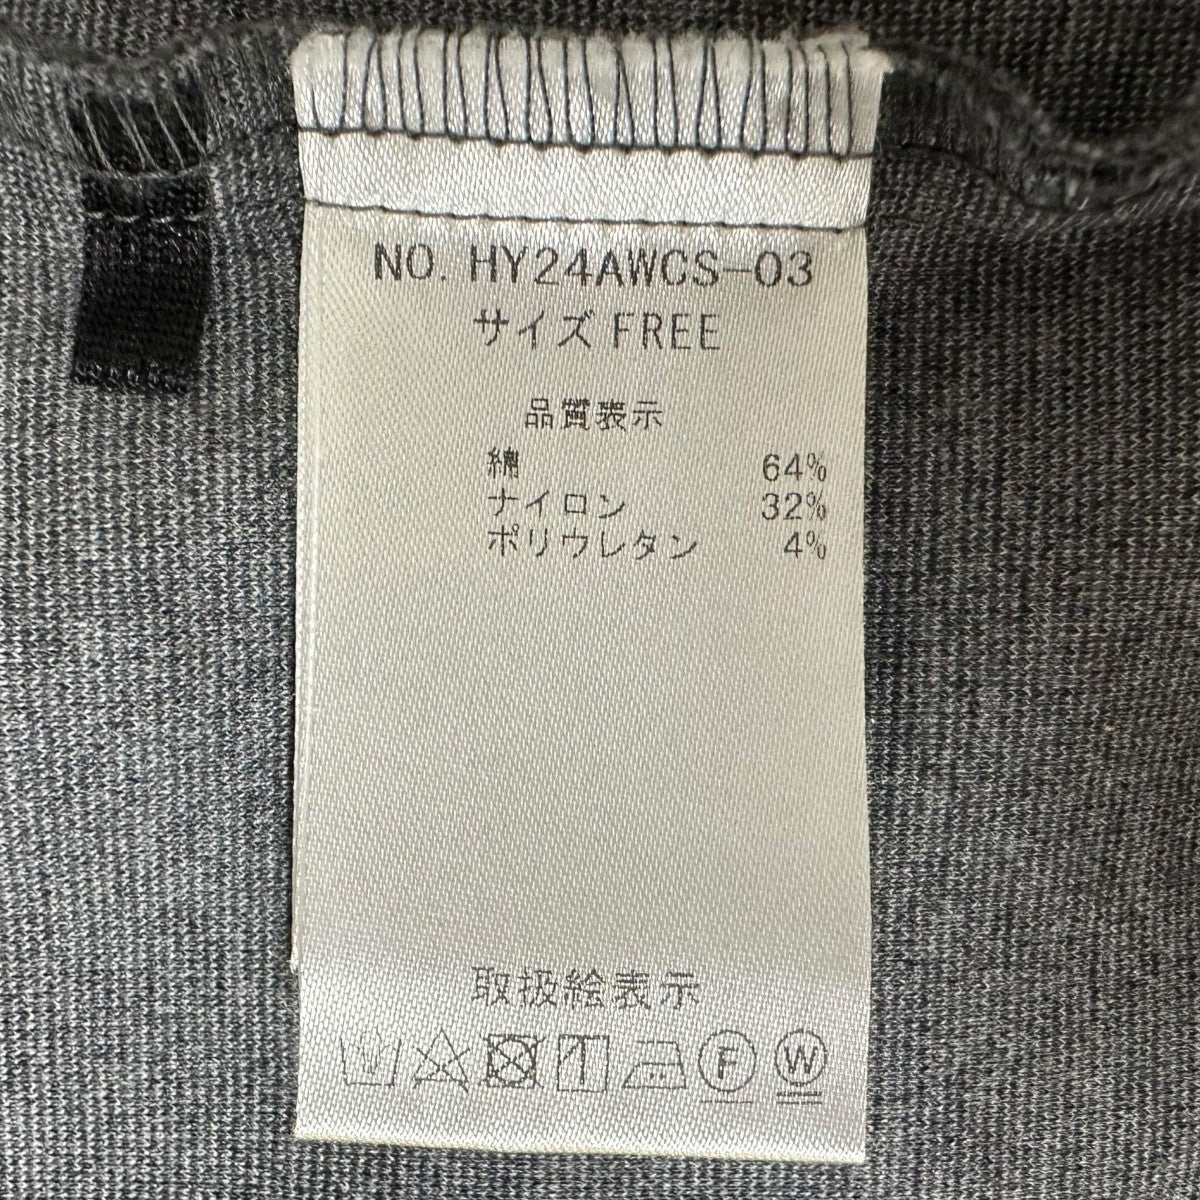 NO. HY24AWCS-03
サイズ FREE
品質表示
綿 64%
ナイロン 32%
ポリウレタン 4%
取扱絵表示
F W